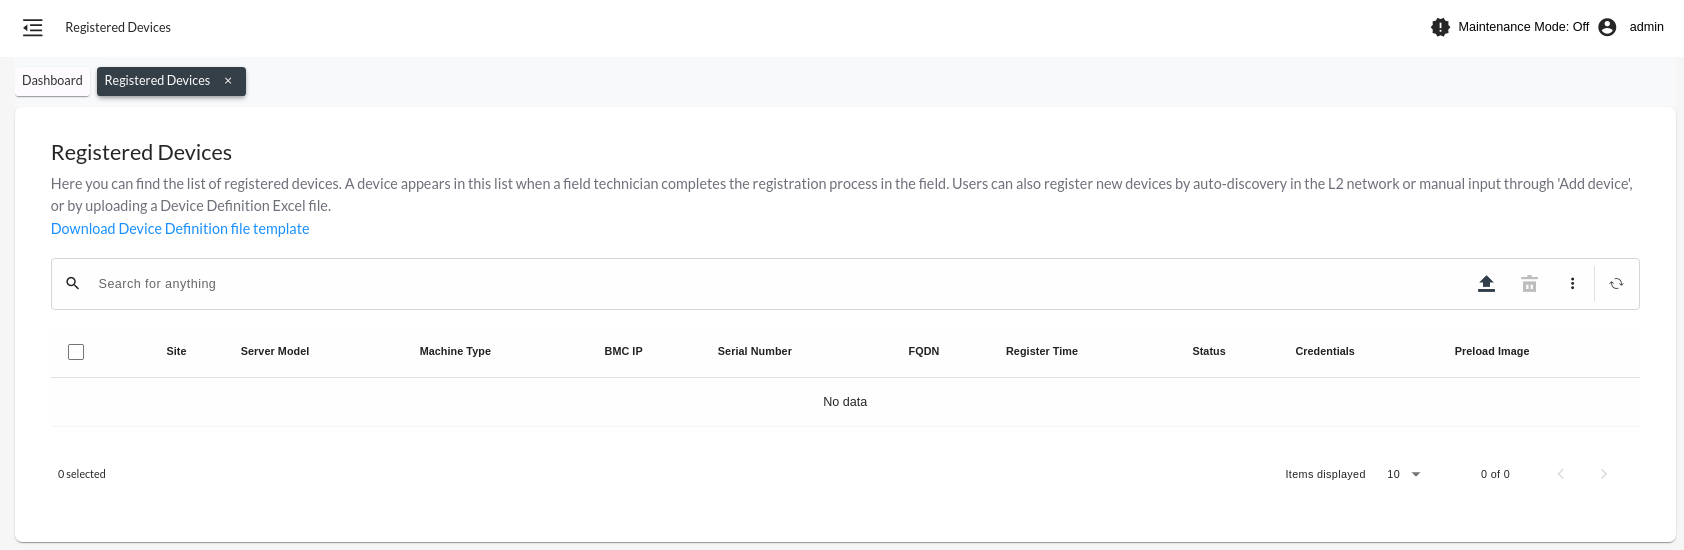 Registered Devices
Maintenance Mode: Off
admin
Dashboard
Registered Devices ×
Registered Devices
Here you can find the list of registered devices. A device appears in this list when a field technician completes the registration process in the field. Users can also register new devices by auto-discovery in the L2 network or manual input through 'Add device',
or by uploading a Device Definition Excel file.
Download Device Definition file template
Search for anything
Site Server Model Machine Type BMC IP Serial Number FQDN Register Time Status Credentials Preload Image
No data
0 selected
Items displayed 10 0 of 0